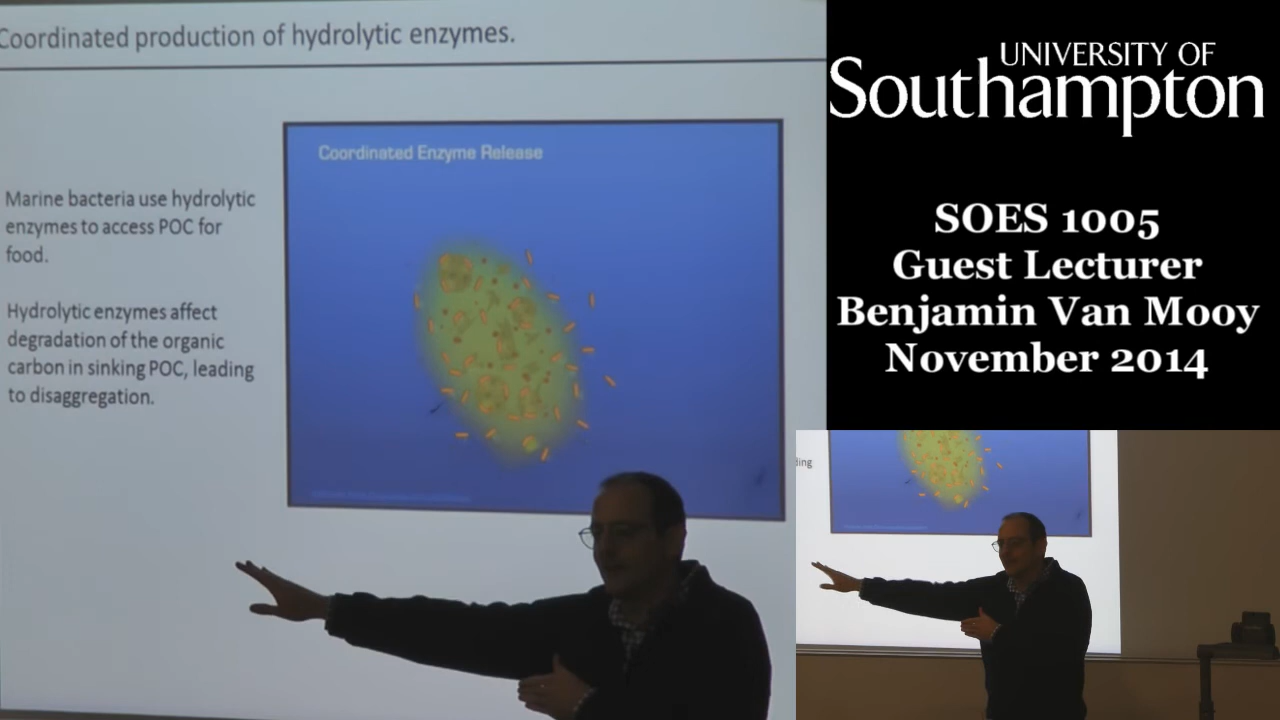 Coordinated production of hydrolytic enzymes.
Coordinated Enzyme Release
Marine bacteria use hydrolytic
enzymes to access POC for
food.
Hydrolytic enzymes affect
degradation of the organic
carbon in sinking POC, leading
to disaggregation.
UNIVERSITY OF
Southampton
SOES 1005
Guest Lecturer
Benjamin Van Mooy
November 2014